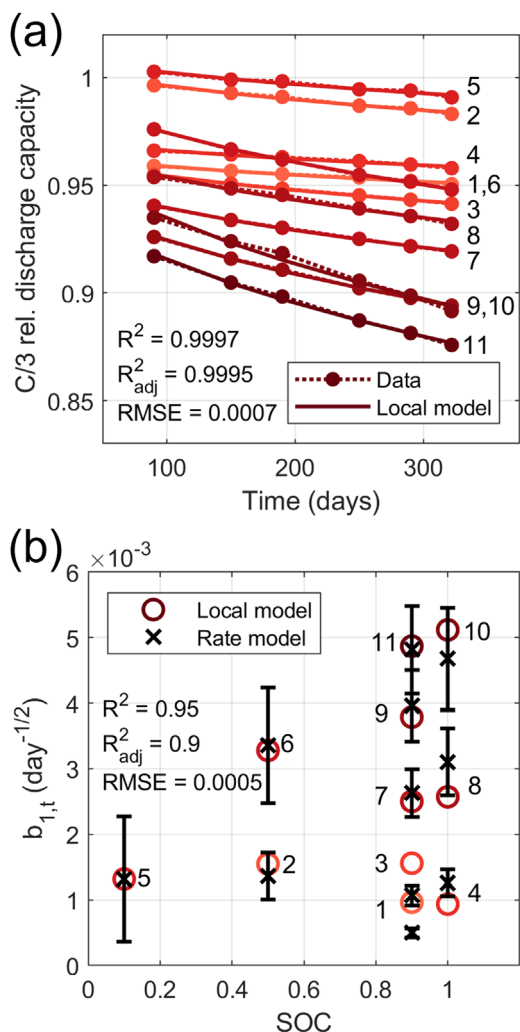 (a)
C/3 rel. discharge capacity
1
0.95
0.9
0.85
5
2
4
1,6
3
8
7
9,10
11
R² = 0.9997
R²adj = 0.9995
RMSE = 0.0007
Data
Local model
100
200
300
Time (days)
(b)
×10⁻³
b1,t (day⁻¹/²)
6
5
4
3
2
1
0
Local model
Rate model
R² = 0.95
R²adj = 0.9
RMSE = 0.0005
11
10
9
6
7
8
5
2
3
1
4
0
0.2
0.4
0.6
0.8
1
SOC